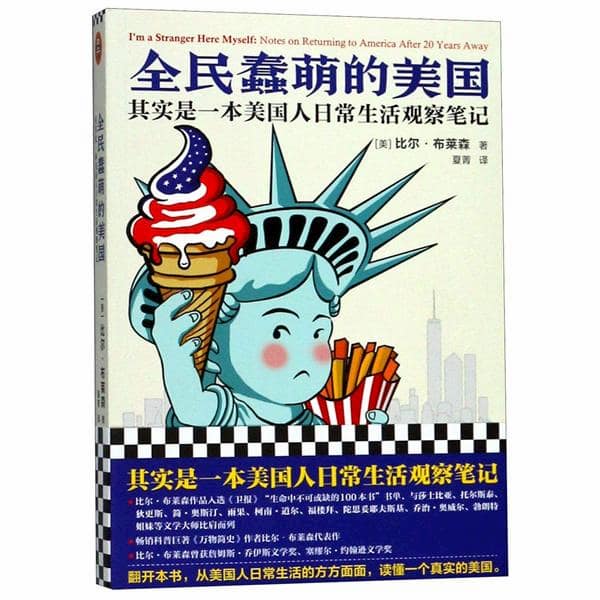 I'm a Stranger Here Myself: Notes on Returning to America After 20 Years Away
全民蠢萌的美国
其实是一本美国人日常生活观察笔记
[美] 比尔·布莱森 著
夏菁 译
全民蠢萌的美国
[美] 比尔·布莱森 著
其实是一本美国人日常生活观察笔记
比尔·布莱森作品入选《卫报》“生命中不可或缺的100本书”书单，与莎士比亚、托尔斯泰、
狄更斯、简·奥斯汀、雨果、柯南·道尔、福楼拜、陀思妥耶夫斯基、乔治·奥威尔、勃朗特
姐妹等文学大师比肩而列
畅销科普巨著《万物简史》作者比尔·布莱森代表作
比尔·布莱森曾获詹姆斯·乔伊斯文学奖、塞缪尔·约翰逊文学奖
翻开本书，从美国人日常生活的方方面面，读懂一个真实的美国。